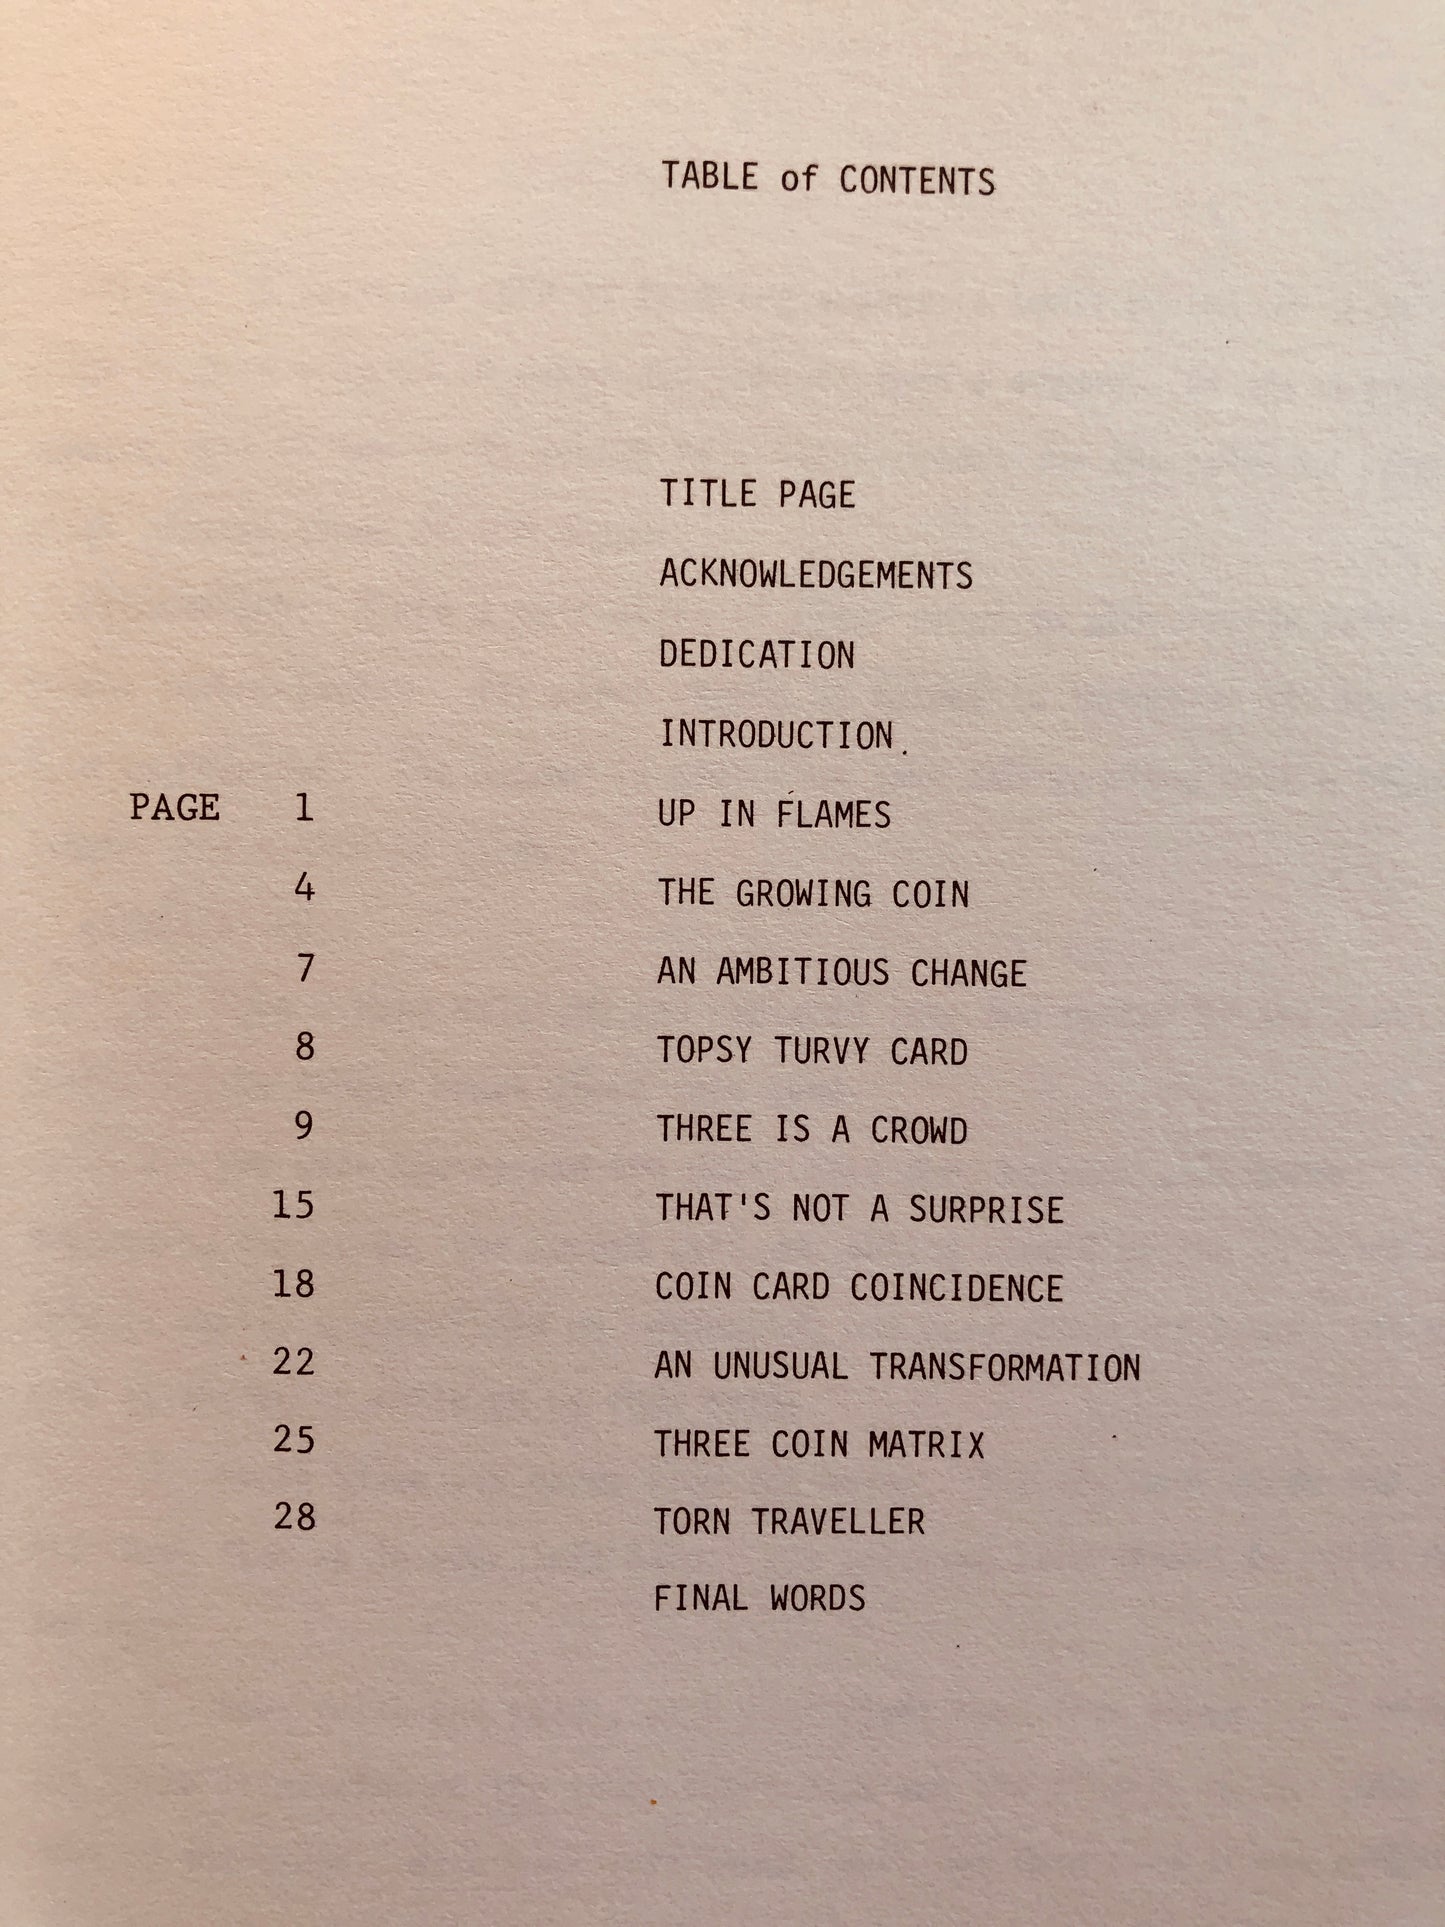 TABLE of CONTENTS
TITLE PAGE
ACKNOWLEDGEMENTS
DEDICATION
INTRODUCTION.
PAGE 1 UP IN FLAMES
4 THE GROWING COIN
7 AN AMBITIOUS CHANGE
8 TOPSY TURVY CARD
9 THREE IS A CROWD
15 THAT'S NOT A SURPRISE
18 COIN CARD COINCIDENCE
22 AN UNUSUAL TRANSFORMATION
25 THREE COIN MATRIX
28 TORN TRAVELLER
FINAL WORDS